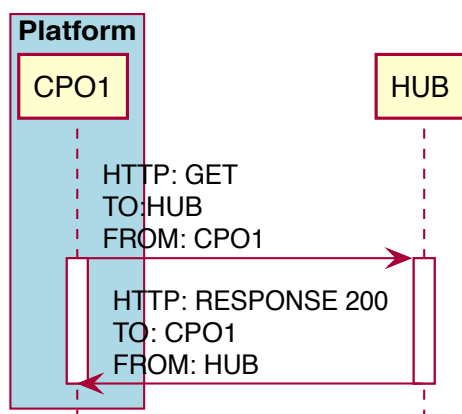 Platform
CPO1
HUB
HTTP: GET
TO:HUB
FROM: CPO1
HTTP: RESPONSE 200
TO: CPO1
FROM: HUB